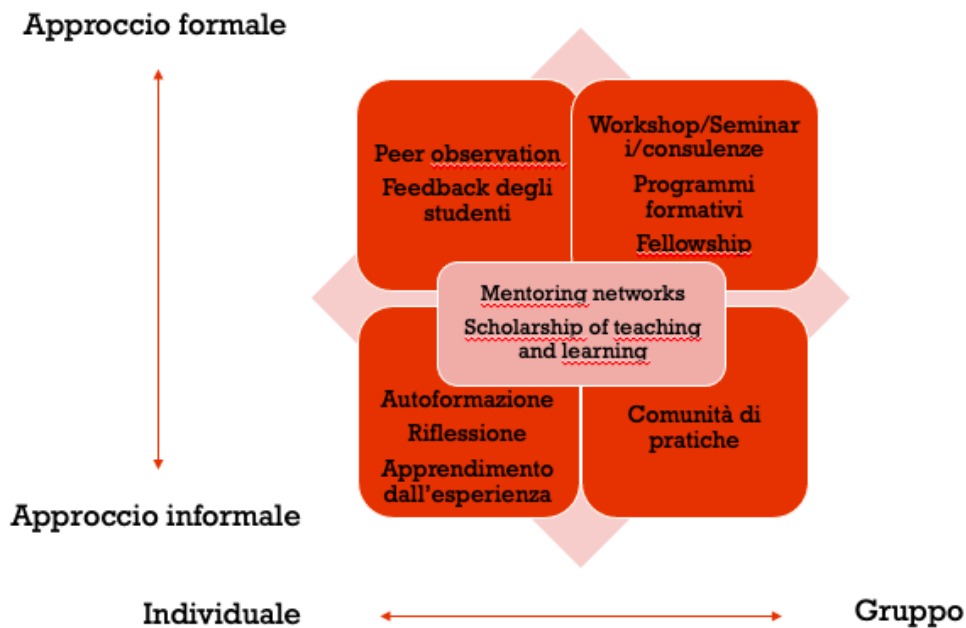 Approccio formale
Peer observation
Feedback degli
studenti
Workshop/Seminar
i/consulenze
Programmi
formativi
Fellowship
Mentoring networks
Scholarship of teaching
and learning
Autoformazione
Riflessione
Apprendimento
dall'esperienza
Comunità di
pratiche
Approccio informale
Individuale
Gruppo